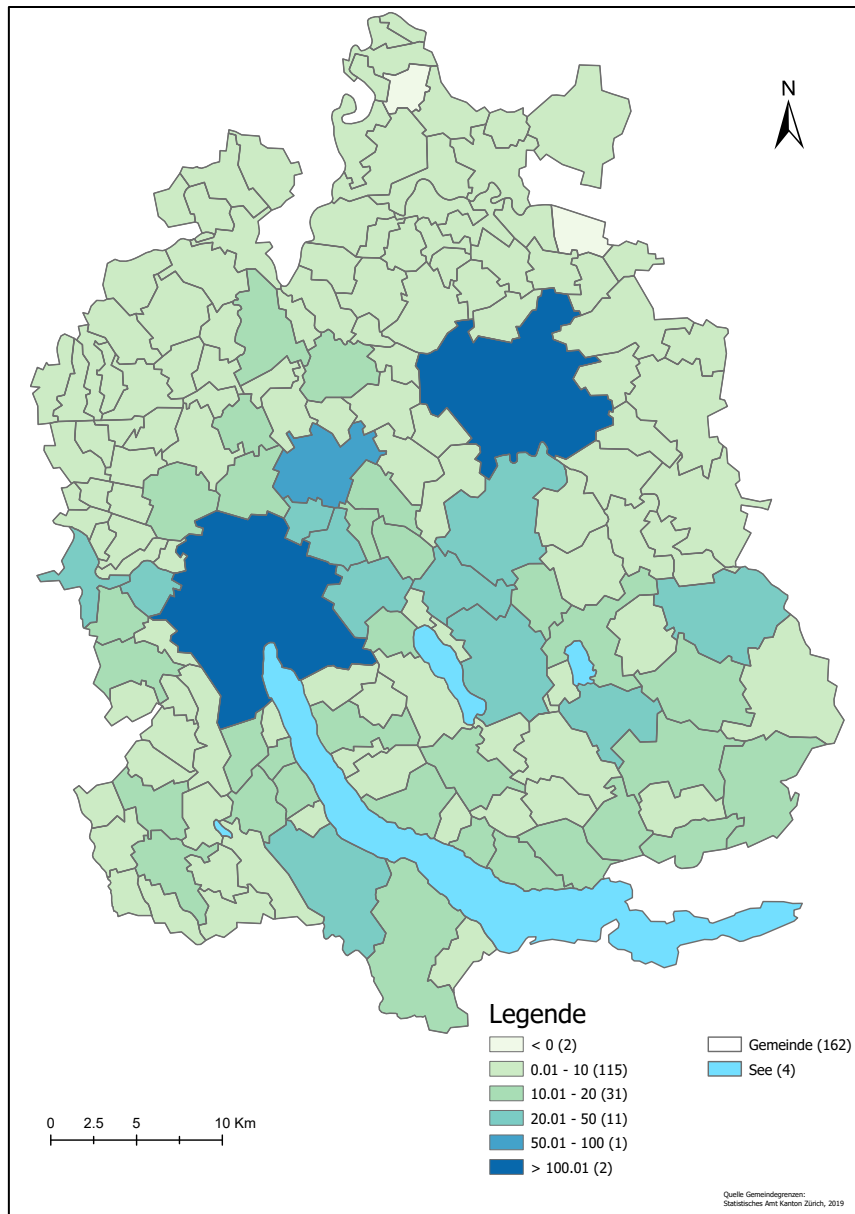 N
Legende
< 0 (2)
0.01 - 10 (115)
10.01 - 20 (31)
20.01 - 50 (11)
50.01 - 100 (1)
> 100.01 (2)
Gemeinde (162)
See (4)
0 2.5 5 10 Km
Quelle Gemeindegrenzen:
Statistisches Amt Kanton Zürich, 2019